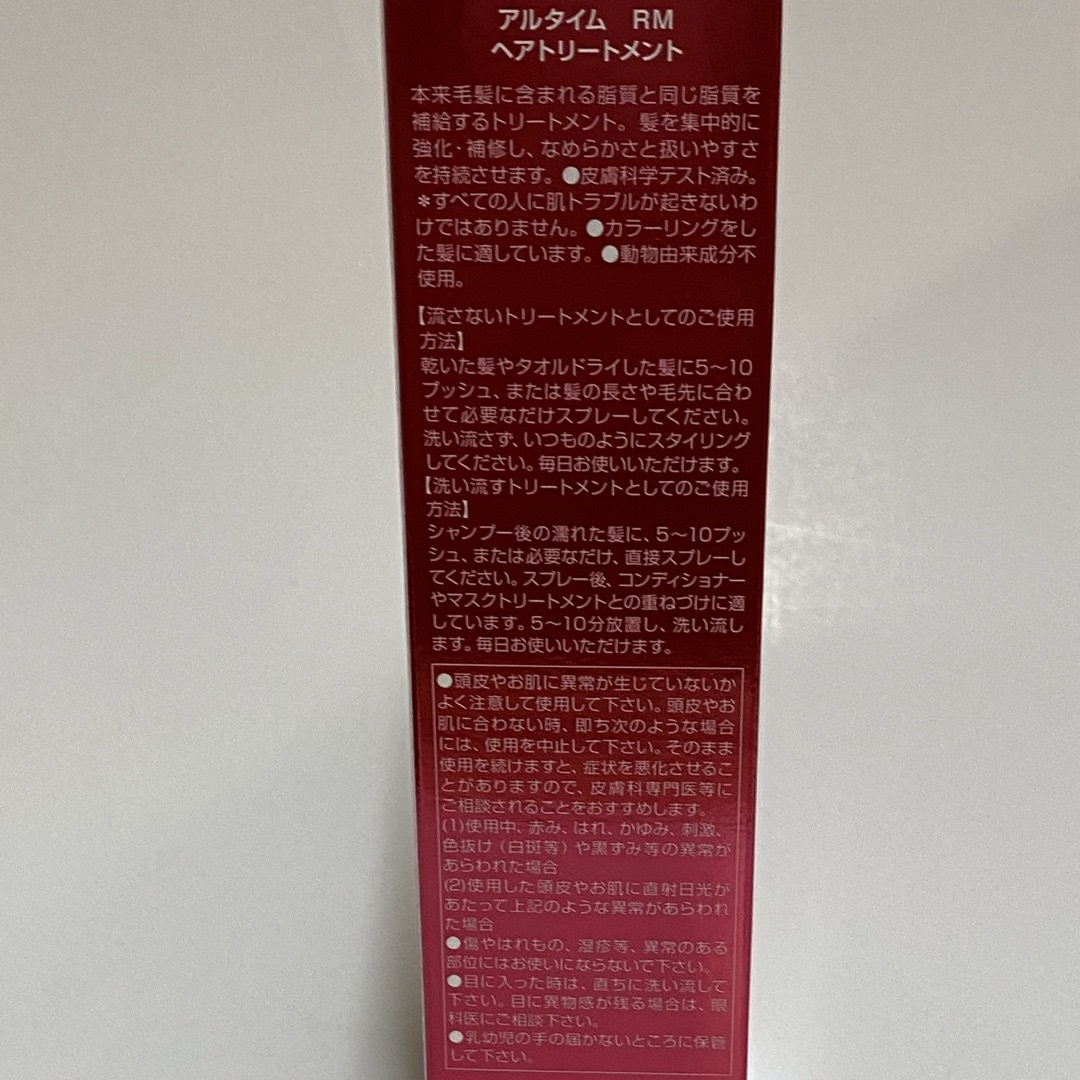 アルタイム　RM
ヘアトリートメント
本来毛髪に含まれる脂質と同じ脂質を
補給するトリートメント。髪を集中的に
強化・補修し、なめらかさと扱いやすさ
を持続させます。●皮膚科学テスト済み。
＊すべての人に肌トラブルが起きないわ
けではありません。●カラーリングをし
た髪に適しています。●動物由来成分不
使用。
【流さないトリートメントとしてのご使用
方法】
乾いた髪やタオルドライした髪に5～10
プッシュ、または髪の長さや毛先に合わ
せて必要なだけスプレーしてください。
洗い流さず、いつものようにスタイリング
してください。毎日お使いいただけます。
【洗い流すトリートメントとしてのご使用
方法】
シャンプー後の濡れた髪に、5～10プッ
シュ、または必要なだけ、直接スプレーし
てください。スプレー後、コンディショナー
やマスクトリートメントとの重ねづけに適
しています。5～10分放置し、洗い流し
ます。毎日お使いいただけます。
●頭皮やお肌に異常が生じていないか
よく注意して使用して下さい。頭皮やお
肌に合わない時、即ち次のような場合
には、使用を中止して下さい。そのまま
使用を続けますと、症状を悪化させるこ
とがありますので、皮膚科専門医等に
ご相談されることをおすすめします。
(1)使用中、赤み、はれ、かゆみ、刺激、
色抜け（白斑等）や黒ずみ等の異常が
あらわれた場合
(2)使用した頭皮やお肌に直射日光が
あたって上記のような異常があらわれ
た場合
●傷やはれもの、湿疹等、異常のある
部位にはお使いにならないで下さい。
●目に入った時は、直ちに洗い流して
下さい。目に異物感が残る場合は、眼
科医にご相談下さい。
●乳幼児の手の届かないところに保管
して下さい。